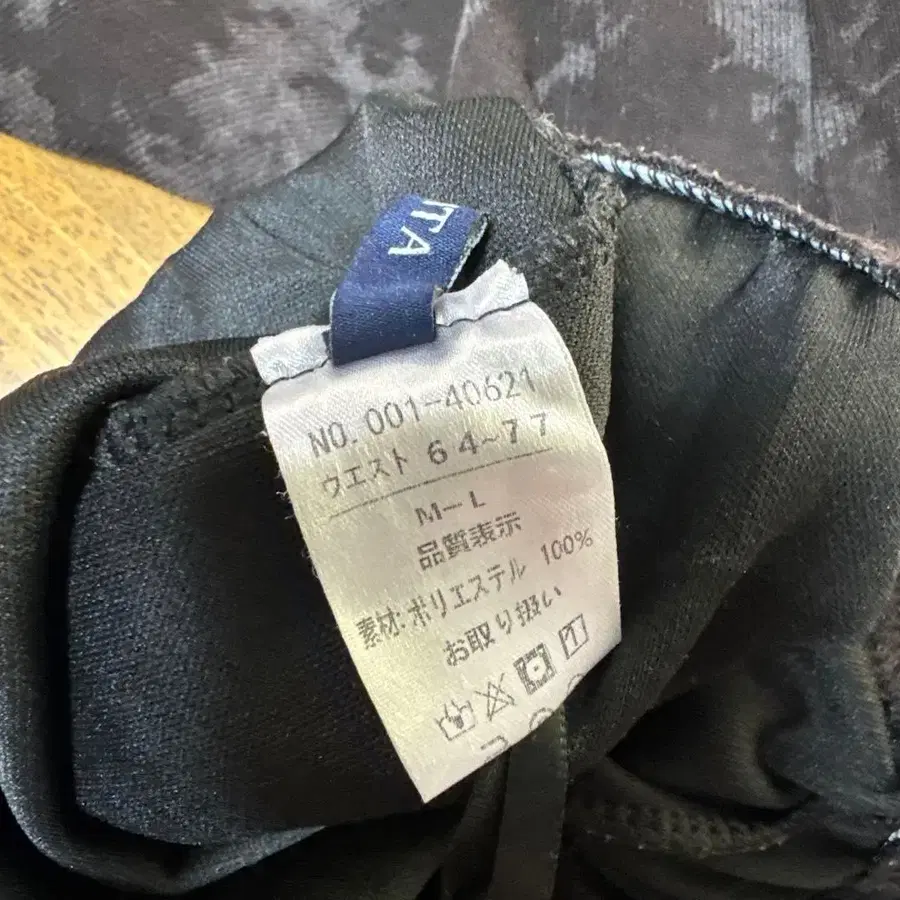 ITA
NO. 001-40621
ウエスト 64~77
M-L
品質表示
素材:ポリエステル 100%
お取り扱い